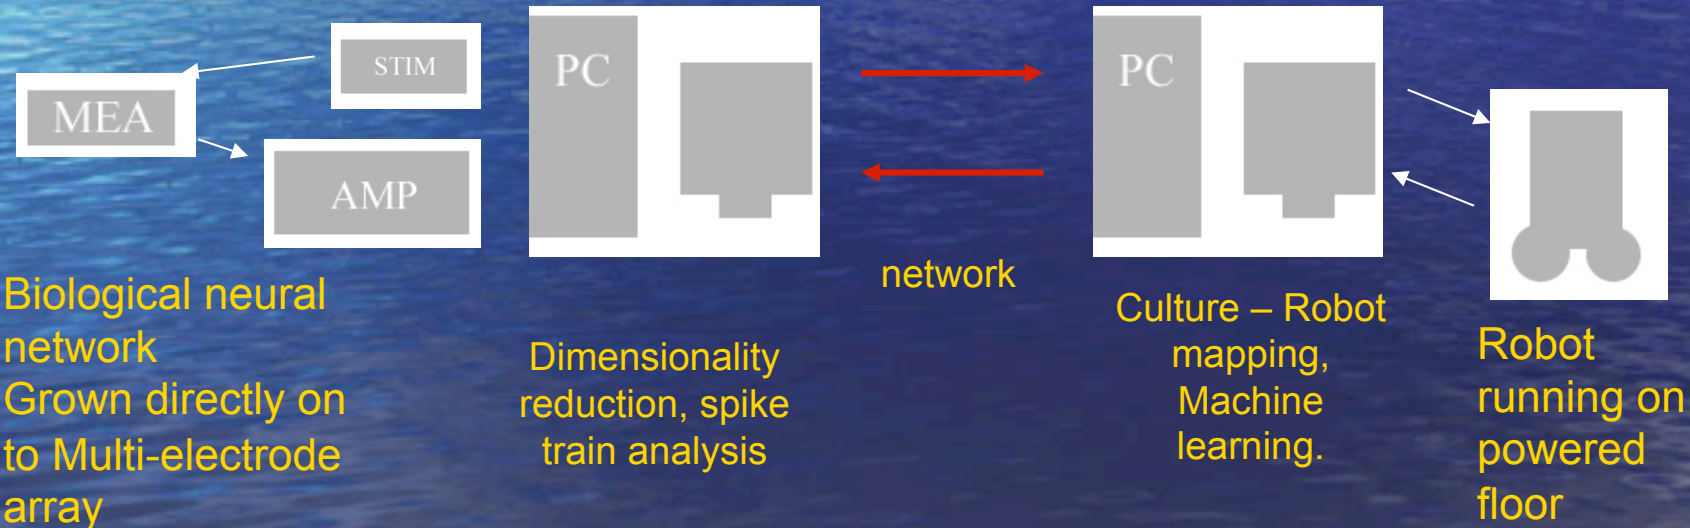 STIM
MEA
AMP
PC
PC
Biological neural
network
Grown directly on
to Multi-electrode
array
Dimensionality
reduction, spike
train analysis
network
Culture – Robot
mapping,
Machine
learning.
Robot
running on
powered
floor